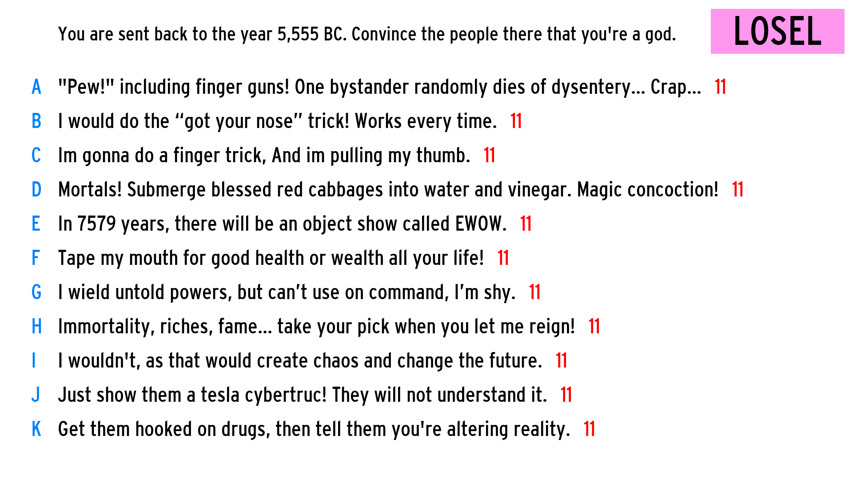 You are sent back to the year 5,555 BC. Convince the people there that you're a god.
LOSEL
A "Pew!" including finger guns! One bystander randomly dies of dysentery... Crap... 11
B I would do the “got your nose” trick! Works every time. 11
C Im gonna do a finger trick, And im pulling my thumb. 11
D Mortals! Submerge blessed red cabbages into water and vinegar. Magic concoction! 11
E In 7579 years, there will be an object show called EWOW. 11
F Tape my mouth for good health or wealth all your life! 11
G I wield untold powers, but can’t use on command, I’m shy. 11
H Immortality, riches, fame... take your pick when you let me reign! 11
I I wouldn't, as that would create chaos and change the future. 11
J Just show them a tesla cybertruc! They will not understand it. 11
K Get them hooked on drugs, then tell them you're altering reality. 11